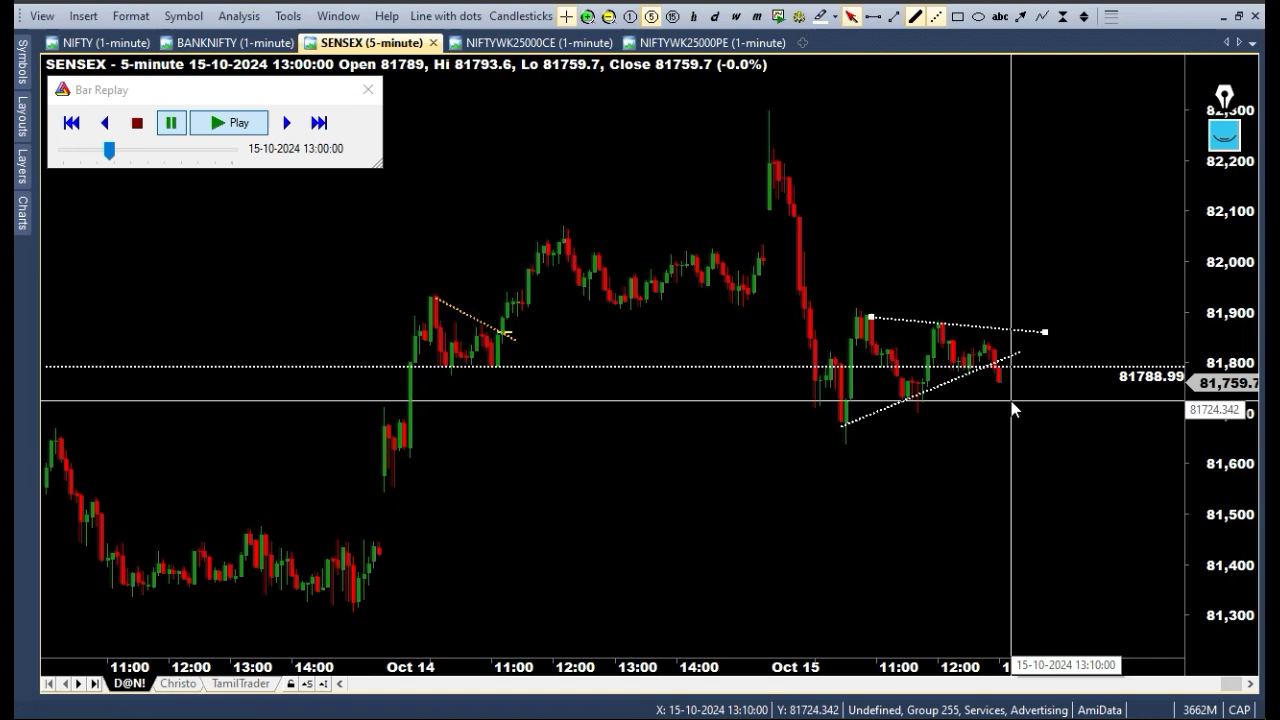 View Insert Format Symbol Analysis Tools Window Help Line with dots Candlesticks 1 5 15 h d w m abc
NIFTY (1-minute) BANKNIFTY (1-minute) SENSEX (5-minute) NIFTYWK25000CE (1-minute) NIFTYWK25000PE (1-minute)
Symbols
Layouts
Layers
Charts
SENSEX - 5-minute 15-10-2024 13:00:00 Open 81789, Hi 81793.6, Lo 81759.7, Close 81759.7 (-0.0%)
Bar Replay
Play
15-10-2024 13:00:00
82,200
82,100
82,000
81,900
81,800
81788.99
81,759.7
81724.342
81,600
81,500
81,400
81,300
11:00 12:00 13:00 14:00 Oct 14 11:00 12:00 13:00 14:00 Oct 15 11:00 12:00
15-10-2024 13:10:00
D@N! Christo TamilTrader
X: 15-10-2024 13:10:00 Y: 81724.342 Undefined, Group 255, Services, Advertising AmiData 3662M CAP